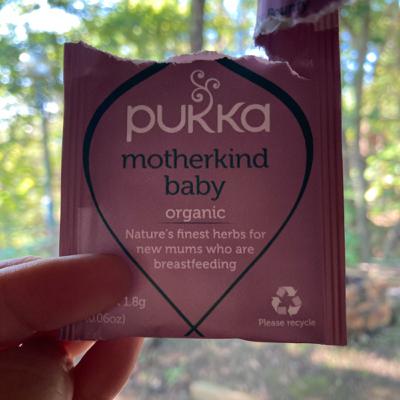 pukka
motherkind
baby
organic
Nature's finest herbs for
new mums who are
breastfeeding
1.8g
(0.06oz)
Please recycle